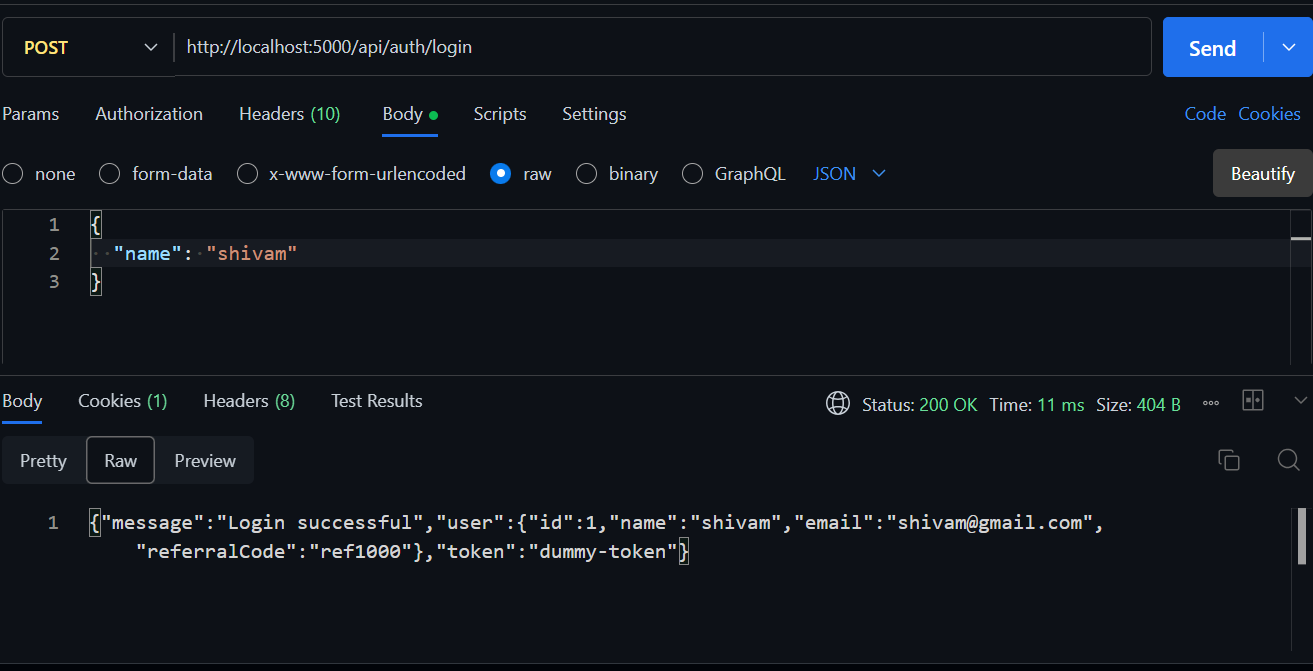 POST http://localhost:5000/api/auth/login Send
Params Authorization Headers (10) Body Scripts Settings Code Cookies
none form-data x-www-form-urlencoded raw binary GraphQL JSON Beautify
1 {
2 "name": "shivam"
3 }
Body Cookies (1) Headers (8) Test Results Status: 200 OK Time: 11 ms Size: 404 B
Pretty Raw Preview
1 {"message":"Login successful","user":{"id":1,"name":"shivam","email":"shivam@gmail.com",
"referralCode":"ref1000"},"token":"dummy-token"}